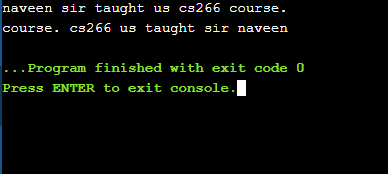 naveen sir taught us cs266 course.
course. cs266 us taught sir naveen
...Program finished with exit code 0
Press ENTER to exit console.